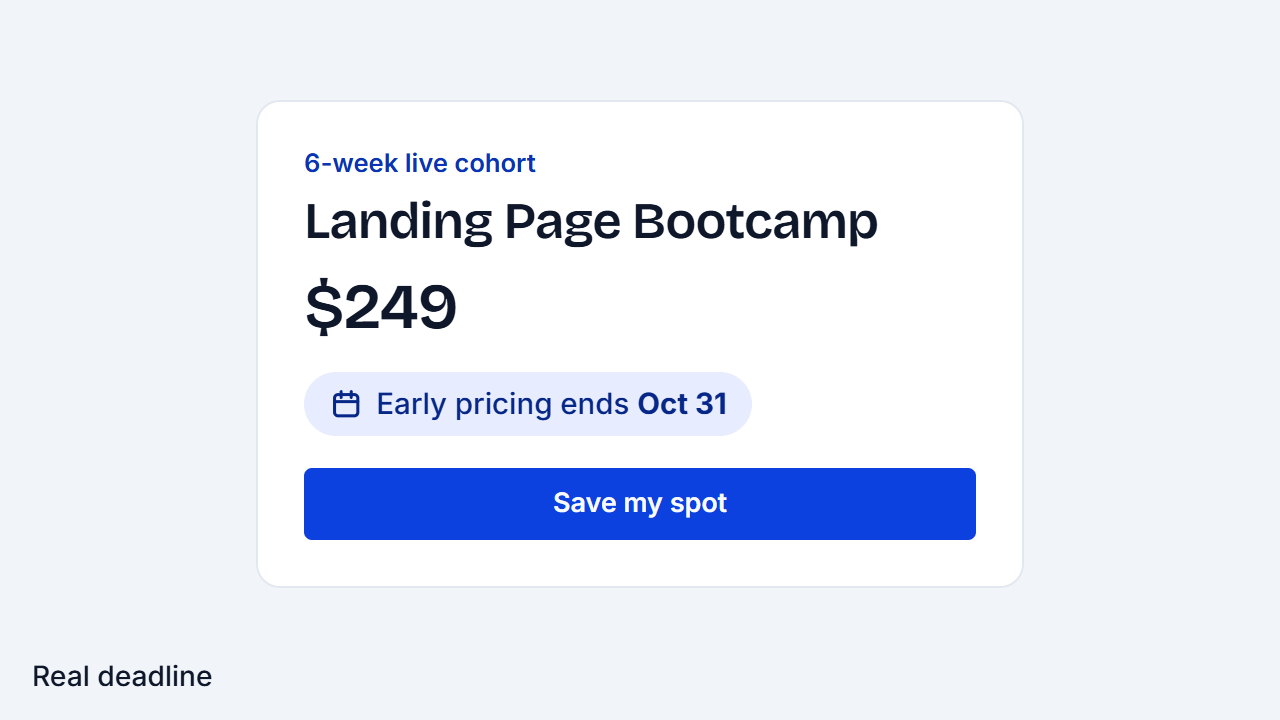 6-week live cohort
Landing Page Bootcamp
$249
Early pricing ends Oct 31
Save my spot
Real deadline